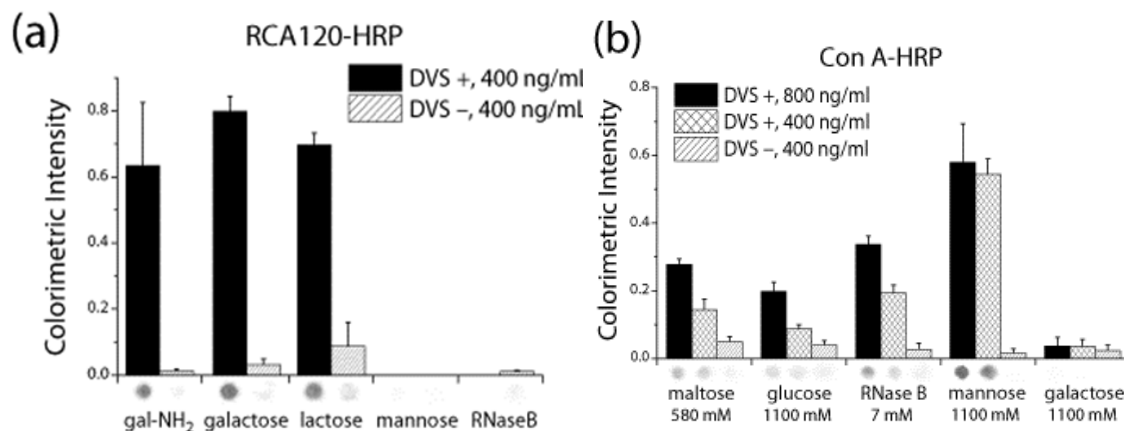 (a)
RCA120-HRP
DVS +, 400 ng/ml
DVS –, 400 ng/mL
Colorimetric Intensity
0.8
0.6
0.4
0.2
0.0
gal-NH₂ galactose lactose mannose RNaseB
(b)
Con A-HRP
DVS +, 800 ng/ml
DVS +, 400 ng/ml
DVS –, 400 ng/ml
Colorimetric Intensity
0.8
0.6
0.4
0.2
0.0
maltose glucose RNase B mannose galactose
580 mM 1100 mM 7 mM 1100 mM 1100 mM